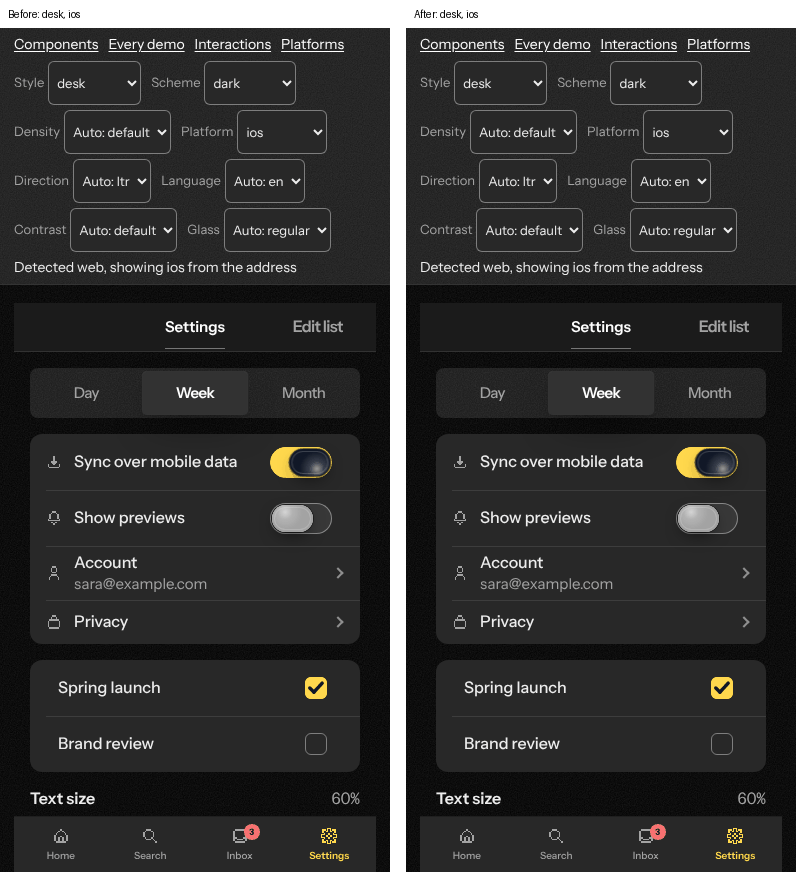 Before: desk, ios
Components Every demo Interactions Platforms
Style desk Scheme dark
Density Auto: default Platform ios
Direction Auto: ltr Language Auto: en
Contrast Auto: default Glass Auto: regular
Detected web, showing ios from the address
Settings Edit list
Day Week Month
Sync over mobile data
Show previews
Account
sara@example.com
Privacy
Spring launch
Brand review
Text size 60%
3
Home Search Inbox Settings
After: desk, ios
Components Every demo Interactions Platforms
Style desk Scheme dark
Density Auto: default Platform ios
Direction Auto: ltr Language Auto: en
Contrast Auto: default Glass Auto: regular
Detected web, showing ios from the address
Settings Edit list
Day Week Month
Sync over mobile data
Show previews
Account
sara@example.com
Privacy
Spring launch
Brand review
Text size 60%
3
Home Search Inbox Settings